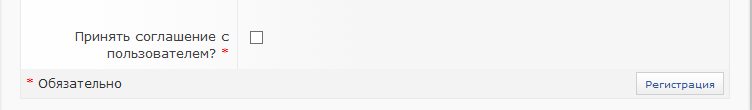 Принять соглашение с
пользователем? *
* Обязательно
Регистрация